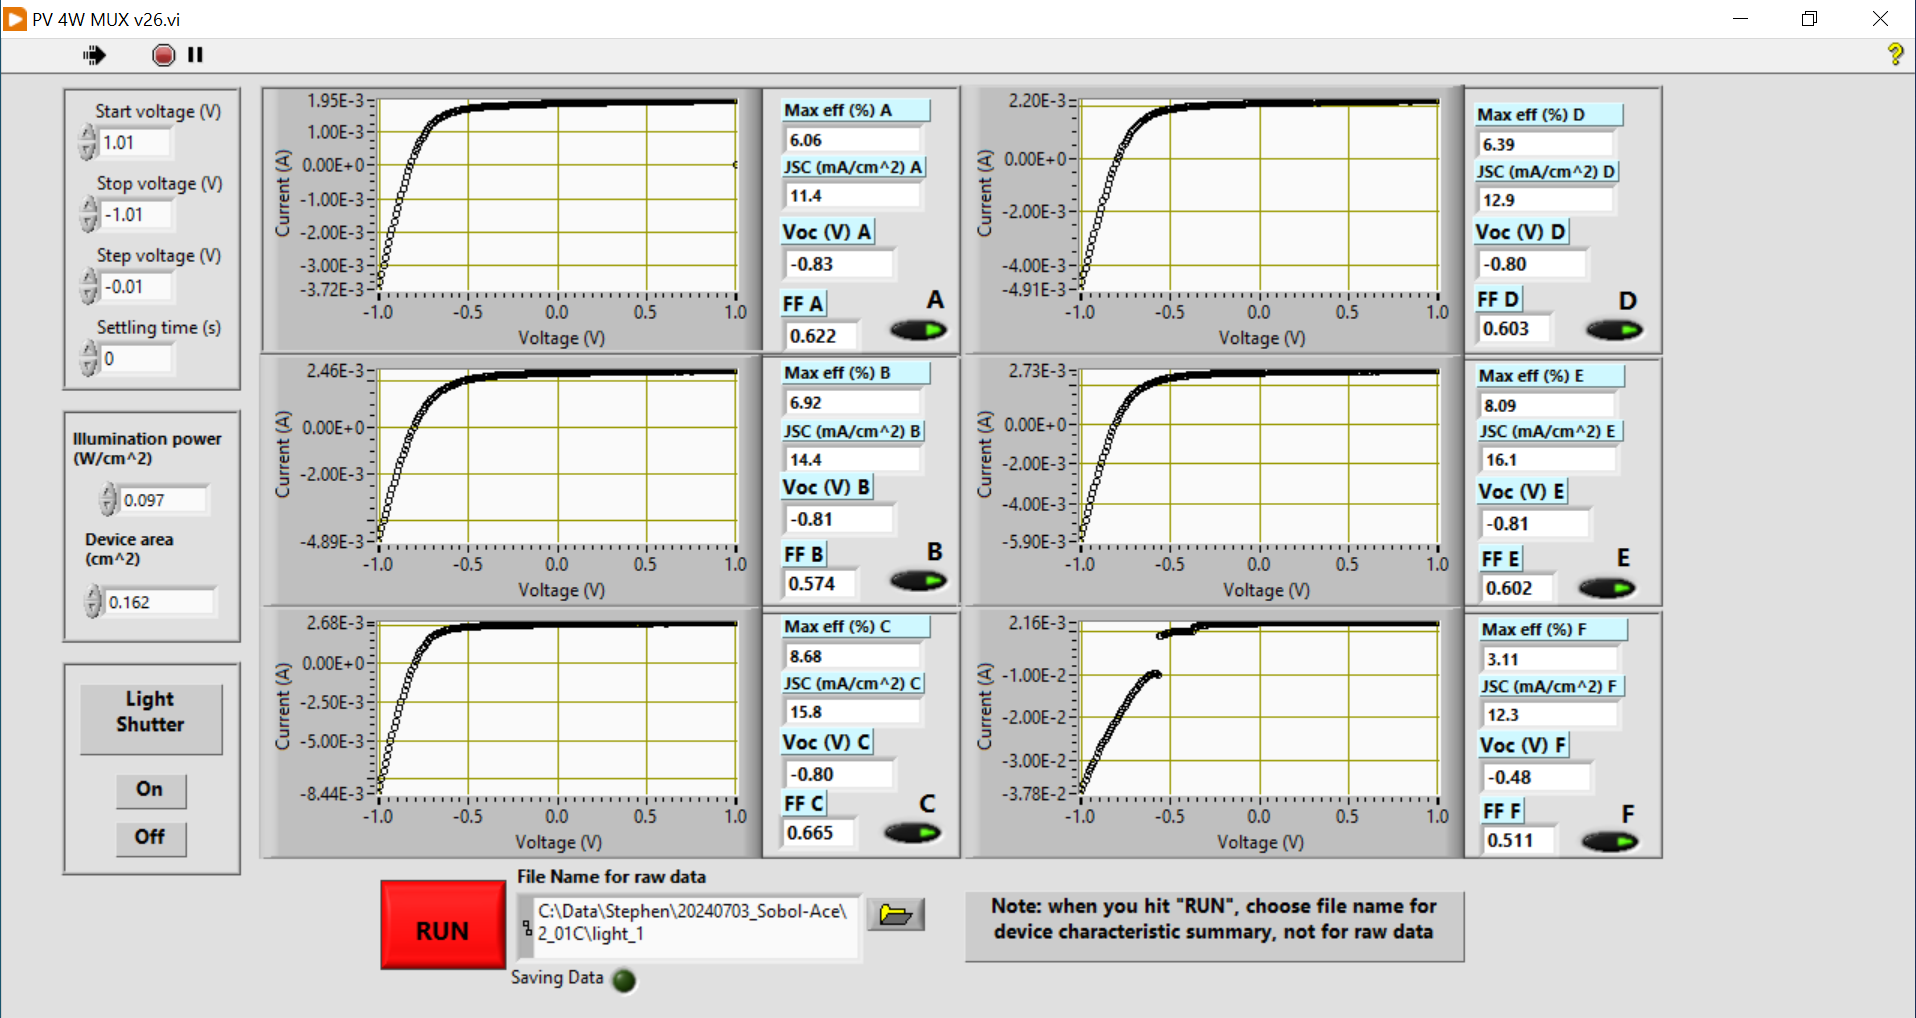 PV 4W MUX v26.vi
Start voltage (V)
1.01
Stop voltage (V)
-1.01
Step voltage (V)
-0.01
Settling time (s)
0
Illumination power
(W/cm^2)
0.097
Device area
(cm^2)
0.162
Light
Shutter
On
Off
1.95E-3
1.00E-3
0.00E+0
-1.00E-3
-2.00E-3
-3.00E-3
-3.72E-3
Current (A)
-1.0 -0.5 0.0 0.5 1.0
Voltage (V)
Max eff (%) A
6.06
JSC (mA/cm^2) A
11.4
Voc (V) A
-0.83
FF A
0.622
A
2.20E-3
0.00E+0
-2.00E-3
-4.00E-3
-4.91E-3
Current (A)
-1.0 -0.5 0.0 0.5 1.0
Voltage (V)
Max eff (%) D
6.39
JSC (mA/cm^2) D
12.9
Voc (V) D
-0.80
FF D
0.603
D
2.46E-3
0.00E+0
-2.00E-3
-4.89E-3
Current (A)
-1.0 -0.5 0.0 0.5 1.0
Voltage (V)
Max eff (%) B
6.92
JSC (mA/cm^2) B
14.4
Voc (V) B
-0.81
FF B
0.574
B
2.73E-3
0.00E+0
-2.00E-3
-4.00E-3
-5.90E-3
Current (A)
-1.0 -0.5 0.0 0.5 1.0
Voltage (V)
Max eff (%) E
8.09
JSC (mA/cm^2) E
16.1
Voc (V) E
-0.81
FF E
0.602
E
2.68E-3
0.00E+0
-2.50E-3
-5.00E-3
-8.44E-3
Current (A)
-1.0 -0.5 0.0 0.5 1.0
Voltage (V)
Max eff (%) C
8.68
JSC (mA/cm^2) C
15.8
Voc (V) C
-0.80
FF C
0.665
C
2.16E-3
-1.00E-2
-2.00E-2
-3.00E-2
-3.78E-2
Current (A)
-1.0 -0.5 0.0 0.5 1.0
Voltage (V)
Max eff (%) F
3.11
JSC (mA/cm^2) F
12.3
Voc (V) F
-0.48
FF F
0.511
F
RUN
File Name for raw data
C:\Data\Stephen\20240703_Sobol-Ace\
2_01C\light_1
Saving Data
Note: when you hit "RUN", choose file name for
device characteristic summary, not for raw data